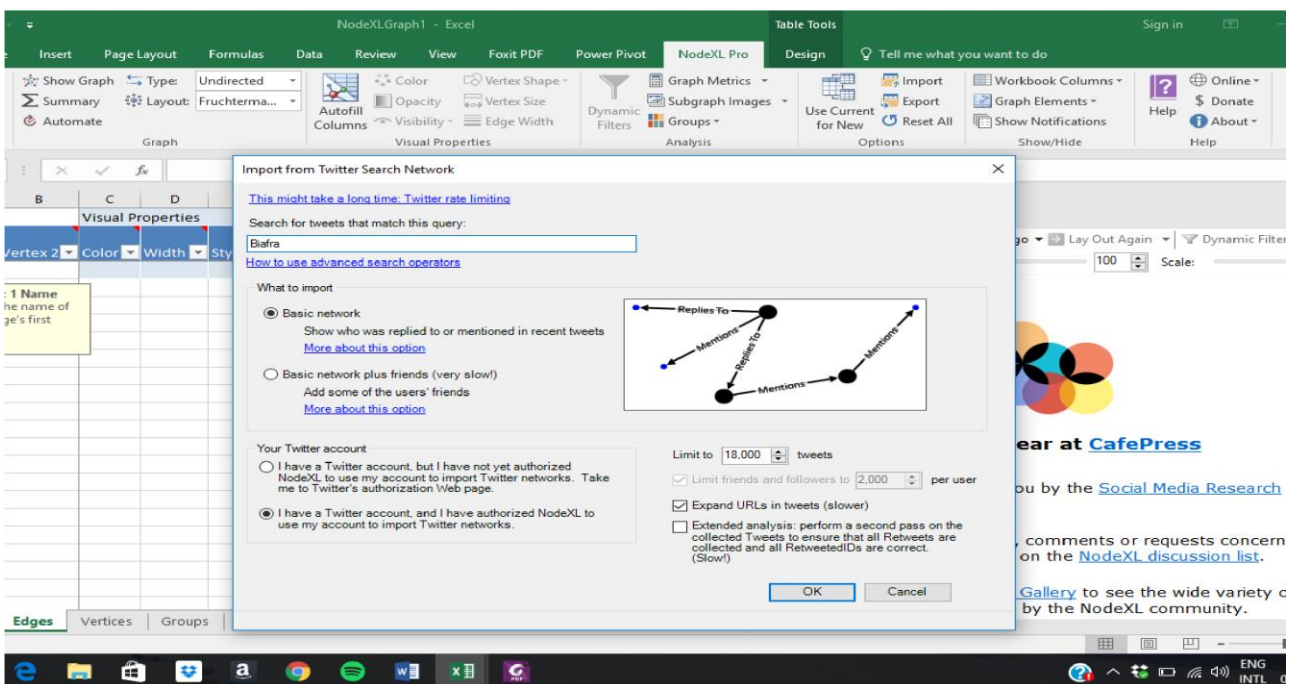 NodeXLGraph1 - Excel
Table Tools
Sign in
Insert Page Layout Formulas Data Review View Foxit PDF Power Pivot NodeXL Pro Design Tell me what you want to do
Show Graph Type: Undirected
Summary Layout: Fruchterma...
Automate
Graph
Autofill Columns
Color
Opacity
Visibility
Vertex Shape
Vertex Size
Edge Width
Visual Properties
Dynamic Filters
Graph Metrics
Subgraph Images
Groups
Analysis
Use Current for New
Import
Export
Reset All
Options
Workbook Columns
Graph Elements
Show Notifications
Show/Hide
Help
Online
Donate
About
Help
fx
B C D
Visual Properties
Vertex 2 Color Width Sty
1 Name
he name of
ge's first
Import from Twitter Search Network
This might take a long time: Twitter rate limiting
Search for tweets that match this query:
Biafra
How to use advanced search operators
What to import
Basic network
Show who was replied to or mentioned in recent tweets
More about this option
Basic network plus friends (very slow!)
Add some of the users' friends
More about this option
Replies To
Mentions
Replies To
Mentions
Mentions
Your Twitter account
I have a Twitter account, but I have not yet authorized
NodeXL to use my account to import Twitter networks. Take
me to Twitter's authorization Web page.
I have a Twitter account, and I have authorized NodeXL to
use my account to import Twitter networks.
Limit to 18,000 tweets
Limit friends and followers to 2,000 per user
Expand URLs in tweets (slower)
Extended analysis: perform a second pass on the
collected Tweets to ensure that all Retweets are
collected and all RetweetedIDs are correct.
(Slow!)
OK Cancel
go Lay Out Again Dynamic Filter
100 Scale:
ear at CafePress
ou by the Social Media Research
, comments or requests concern
on the NodeXL discussion list.
Gallery to see the wide variety o
by the NodeXL community.
Edges Vertices Groups
ENG
INTL